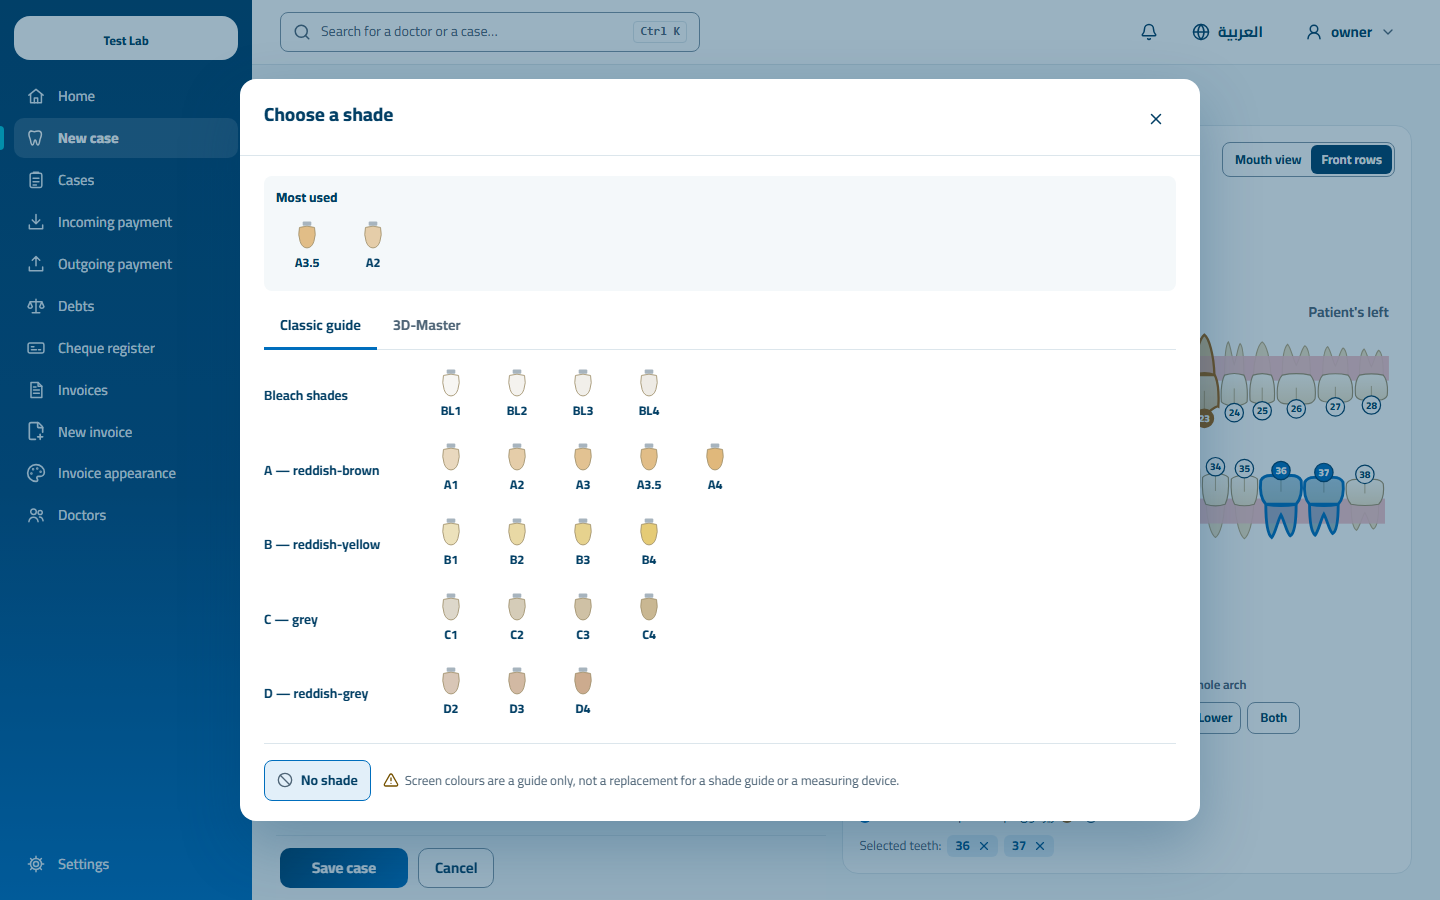 Test Lab
Search for a doctor or a case...
Ctrl K
العربية
owner
Home
New case
Cases
Incoming payment
Outgoing payment
Debts
Cheque register
Invoices
New invoice
Invoice appearance
Doctors
Settings
Choose a shade
Most used
A3.5 A2
Classic guide 3D-Master
Bleach shades
BL1 BL2 BL3 BL4
A — reddish-brown
A1 A2 A3 A3.5 A4
B — reddish-yellow
B1 B2 B3 B4
C — grey
C1 C2 C3 C4
D — reddish-grey
D2 D3 D4
No shade
Screen colours are a guide only, not a replacement for a shade guide or a measuring device.
Mouth view Front rows
Patient's left
23 24 25 26 27 28
34 35 36 37 38
arch
Lower Both
Selected teeth: 36 37
Save case Cancel